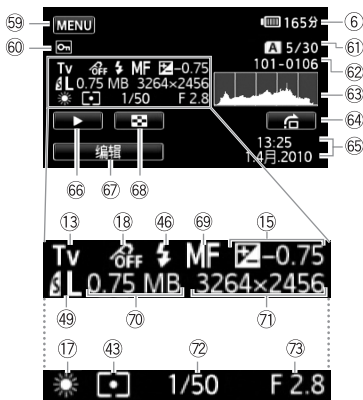 59 MENU 165分 6
60 A 5/30 61
101-0106 62
Tv OFF MF -0.75
L 0.75 MB 3264×2456 63
1/50 F 2.8
64
编辑 13:25
1.4月.2010 65
66 67 68
13 18 46 69 15
Tv OFF MF -0.75
L 0.75 MB 3264×2456
49 70 71
17 43 72 73
1/50 F 2.8